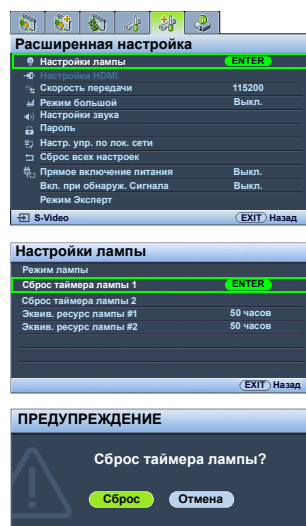 Расширенная настройка
Настройки лампы ENTER
Настройки HDMI
Скорость передачи 115200
Режим большой Выкл.
Настройки звука
Пароль
Настр. упр. по лок. сети
Сброс всех настроек
Прямое включение питания Выкл.
Вкл. при обнаруж. Сигнала Выкл.
Режим Эксперт
S-Video EXIT Назад
Настройки лампы
Режим лампы
Сброс таймера лампы 1 ENTER
Сброс таймера лампы 2
Эквив. ресурс лампы #1 50 часов
Эквив. ресурс лампы #2 50 часов
EXIT Назад
ПРЕДУПРЕЖДЕНИЕ
Сброс таймера лампы?
Сброс Отмена